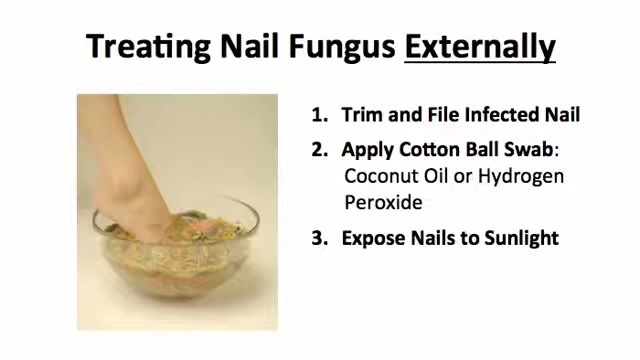 Treating Nail Fungus Externally
1. Trim and File Infected Nail
2. Apply Cotton Ball Swab:
Coconut Oil or Hydrogen
Peroxide
3. Expose Nails to Sunlight